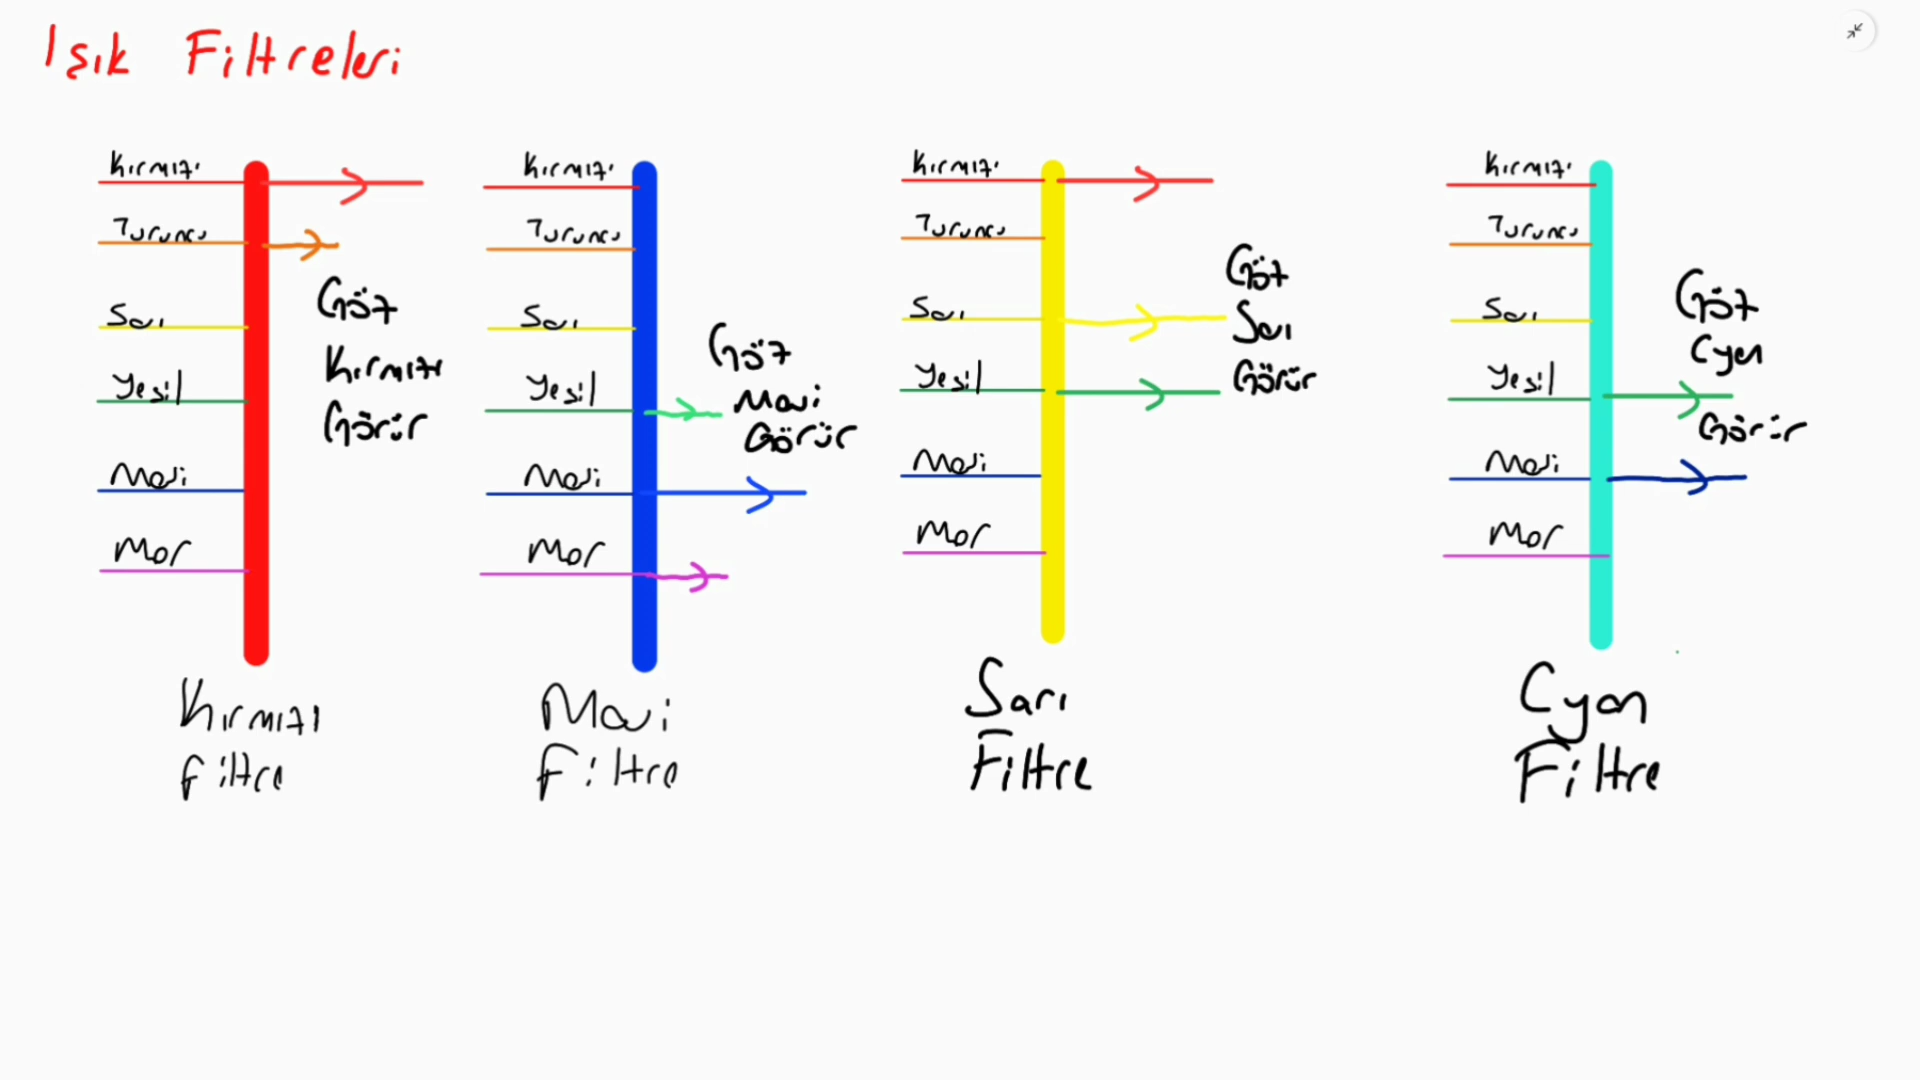 Işık Filtreleri
Kırmızı
Turuncu
Sarı
Yeşil
Mavi
Mor
Göz
Kırmızı
Görür
Kırmızı
Filtre
Kırmızı
Turuncu
Sarı
Yeşil
Mavi
Mor
Göz
Mavi
Görür
Mavi
Filtre
Kırmızı
Turuncu
Sarı
Yeşil
Mavi
Mor
Göz
Sarı
Görür
Sarı
Filtre
Kırmızı
Turuncu
Sarı
Yeşil
Mavi
Mor
Göz
Cyan
Görür
Cyan
Filtre